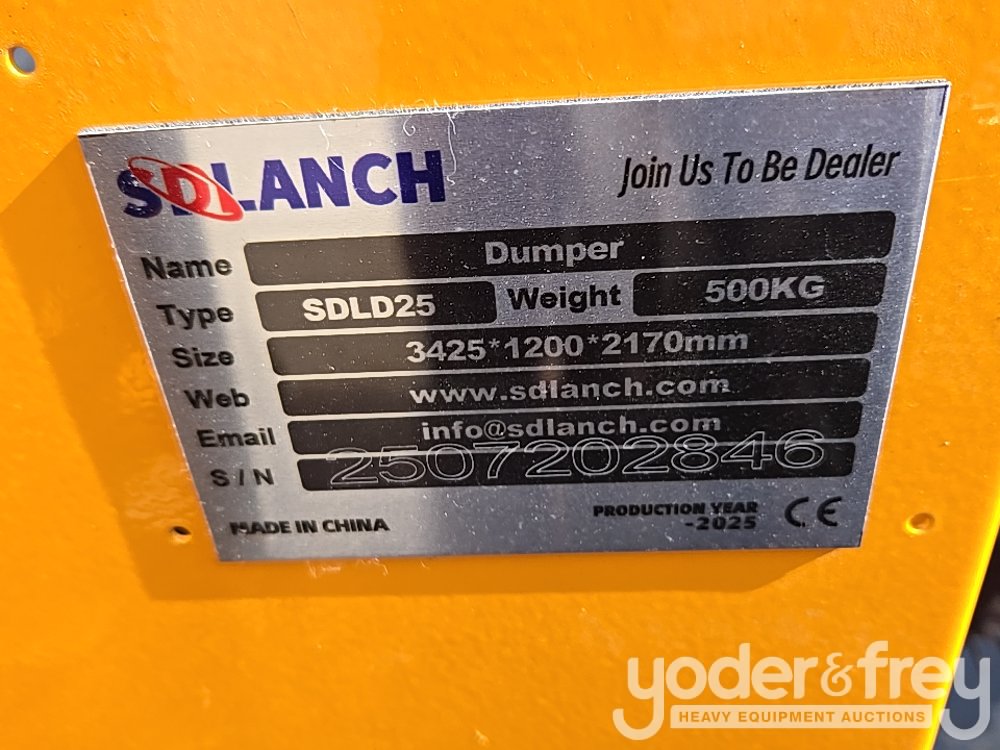 SDLANCH
Join Us To Be Dealer
Name Dumper
Type SDLD25 Weight 500KG
Size 3425*1200*2170mm
Web www.sdlanch.com
Email info@sdlanch.com
S/N 2507202846
MADE IN CHINA
PRODUCTION YEAR
-2025
CE
yoder&frey
HEAVY EQUIPMENT AUCTIONS